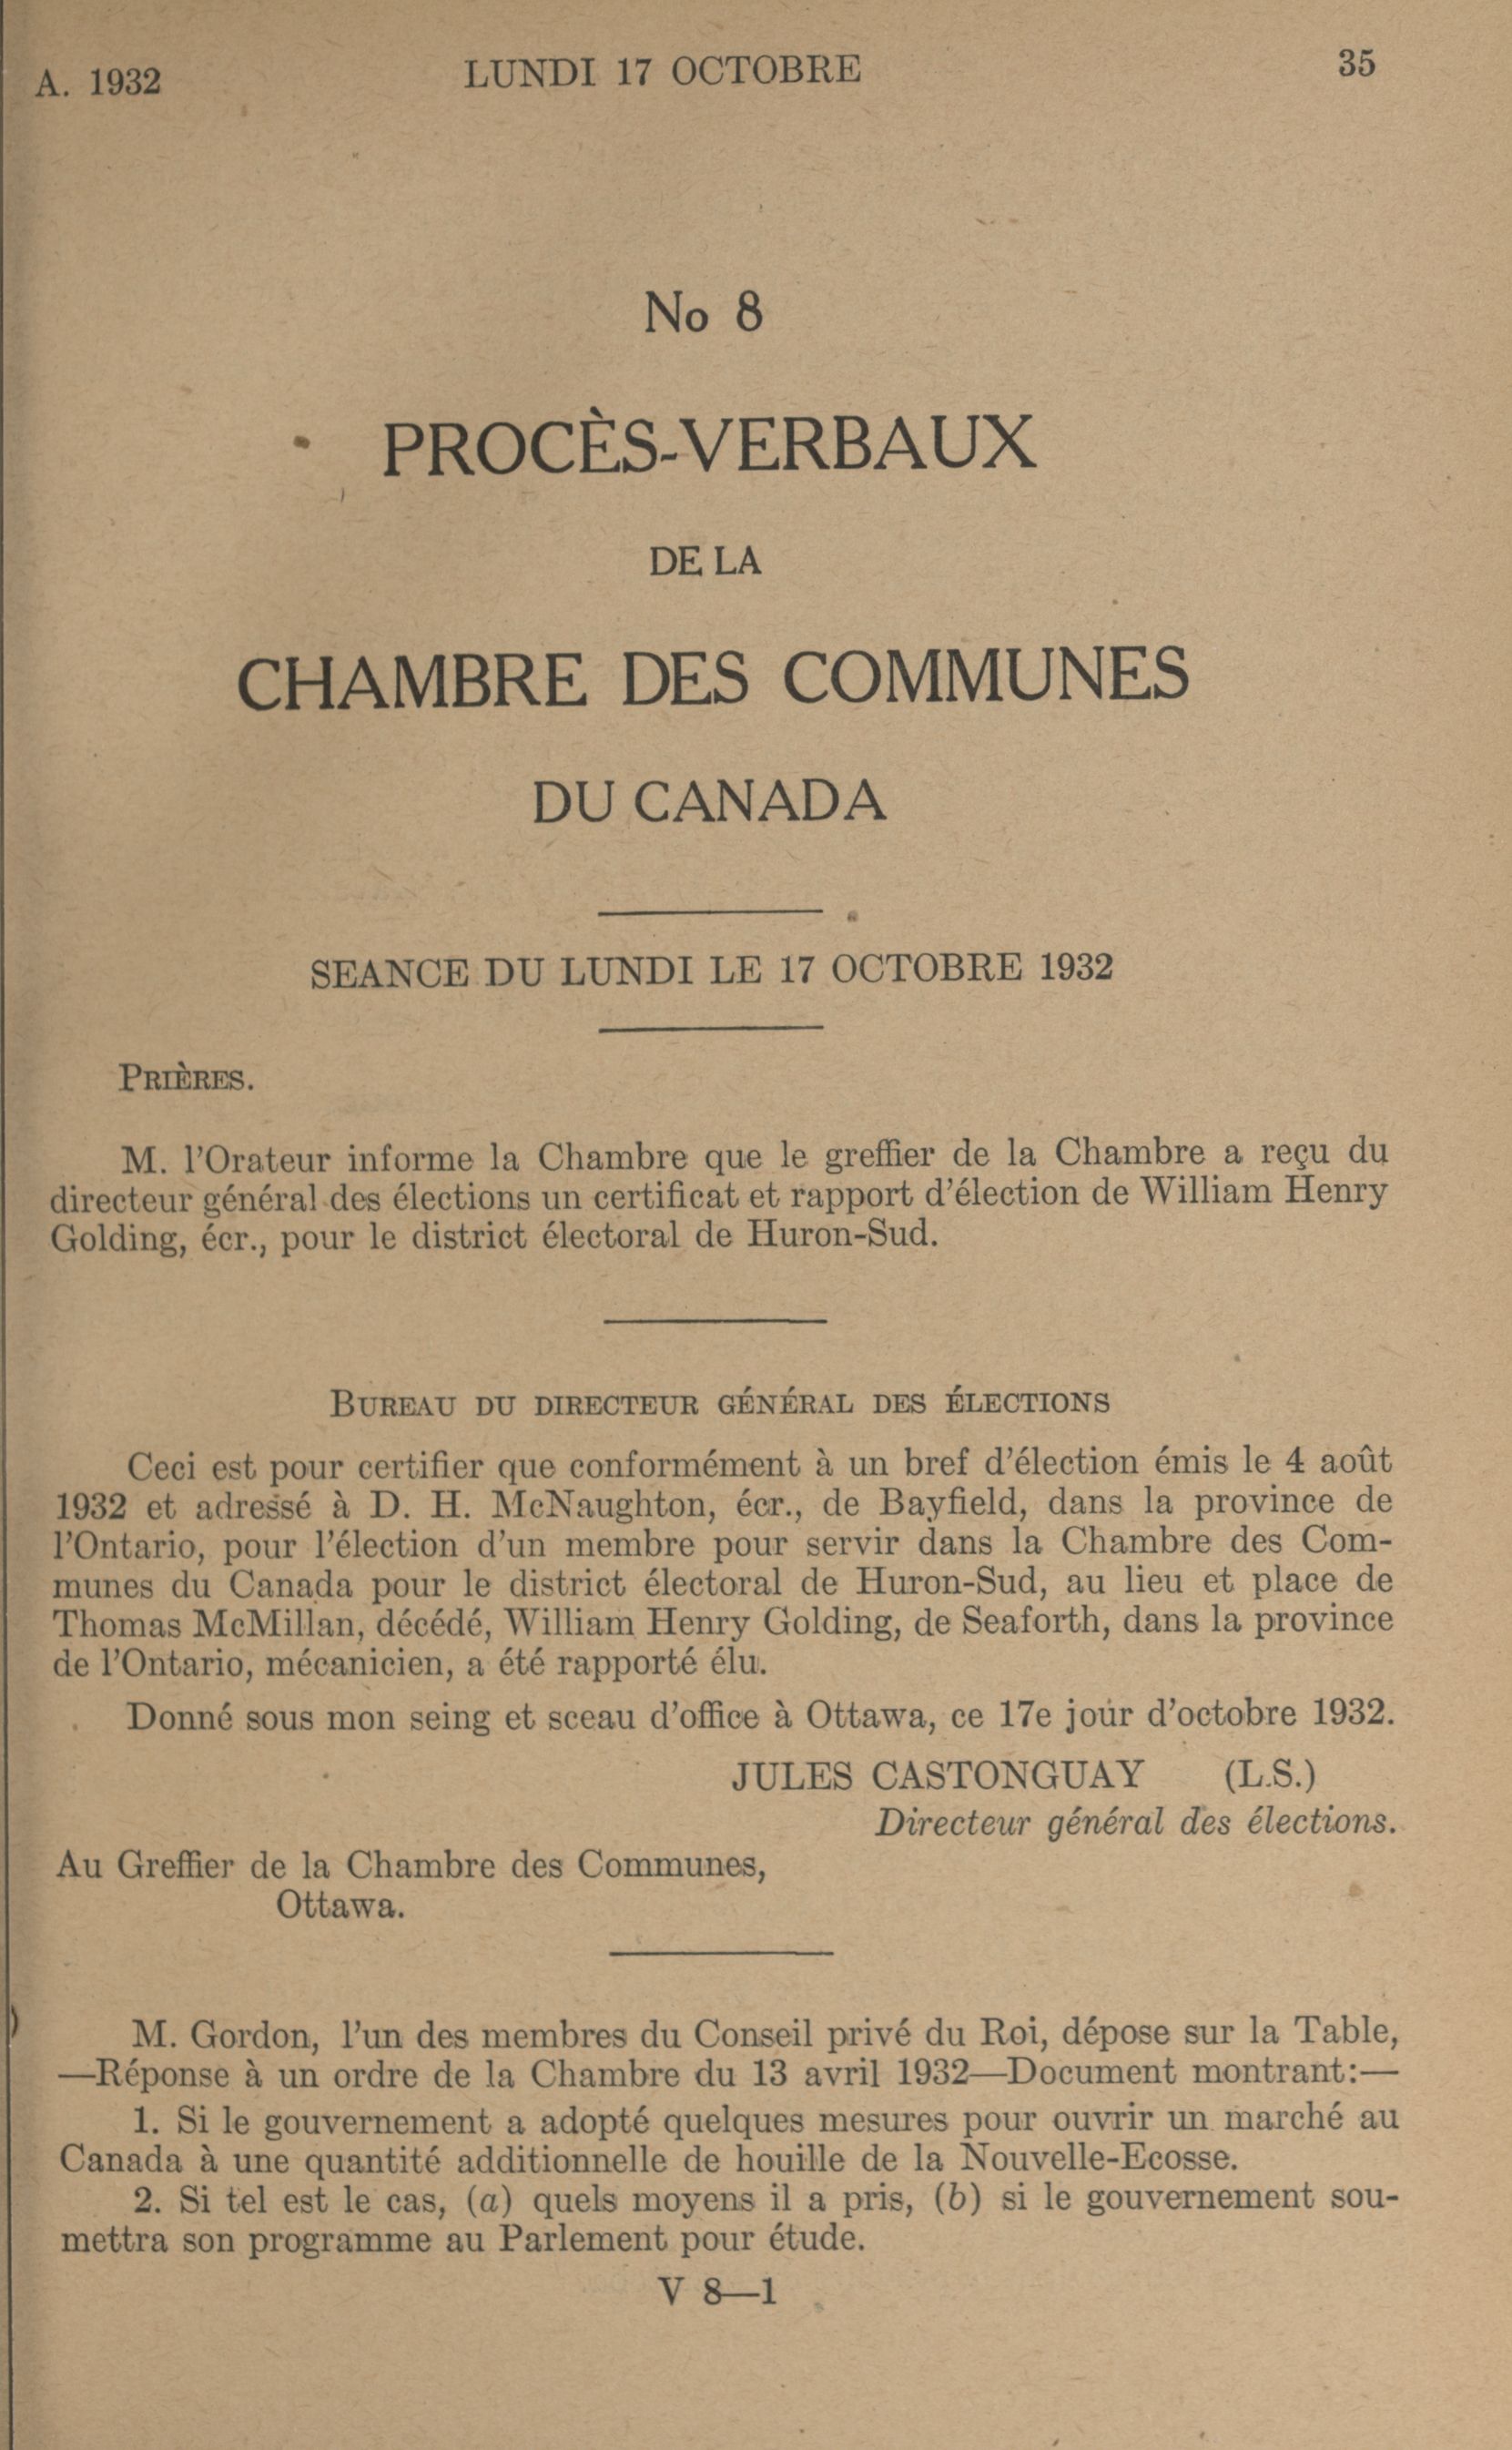 A. 1932 LUNDI 17 OCTOBRE 35
No 8
PROCÈS-VERBAUX
DE LA
CHAMBRE DES COMMUNES
DU CANADA
SEANCE DU LUNDI LE 17 OCTOBRE 1932
PRIÈRES.
M. l'Orateur informe la Chambre que le greffier de la Chambre a reçu du
directeur général des élections un certificat et rapport d'élection de William Henry
Golding, écr., pour le district électoral de Huron-Sud.
BUREAU DU DIRECTEUR GÉNÉRAL DES ÉLECTIONS
Ceci est pour certifier que conformément à un bref d'élection émis le 4 août
1932 et adressé à D. H. McNaughton, écr., de Bayfield, dans la province de
l'Ontario, pour l'élection d'un membre pour servir dans la Chambre des Com-
munes du Canada pour le district électoral de Huron-Sud, au lieu et place de
Thomas McMillan, décédé, William Henry Golding, de Seaforth, dans la province
de l'Ontario, mécanicien, a été rapporté élu.
Donné sous mon seing et sceau d'office à Ottawa, ce 17e jour d'octobre 1932.
JULES CASTONGUAY (L.S.)
Directeur général des élections.
Au Greffier de la Chambre des Communes,
Ottawa.
M. Gordon, l'un des membres du Conseil privé du Roi, dépose sur la Table,
—Réponse à un ordre de la Chambre du 13 avril 1932—Document montrant:—
1. Si le gouvernement a adopté quelques mesures pour ouvrir un marché au
Canada à une quantité additionnelle de houille de la Nouvelle-Ecosse.
2. Si tel est le cas, (a) quels moyens il a pris, (b) si le gouvernement sou-
mettra son programme au Parlement pour étude.
V 8—1